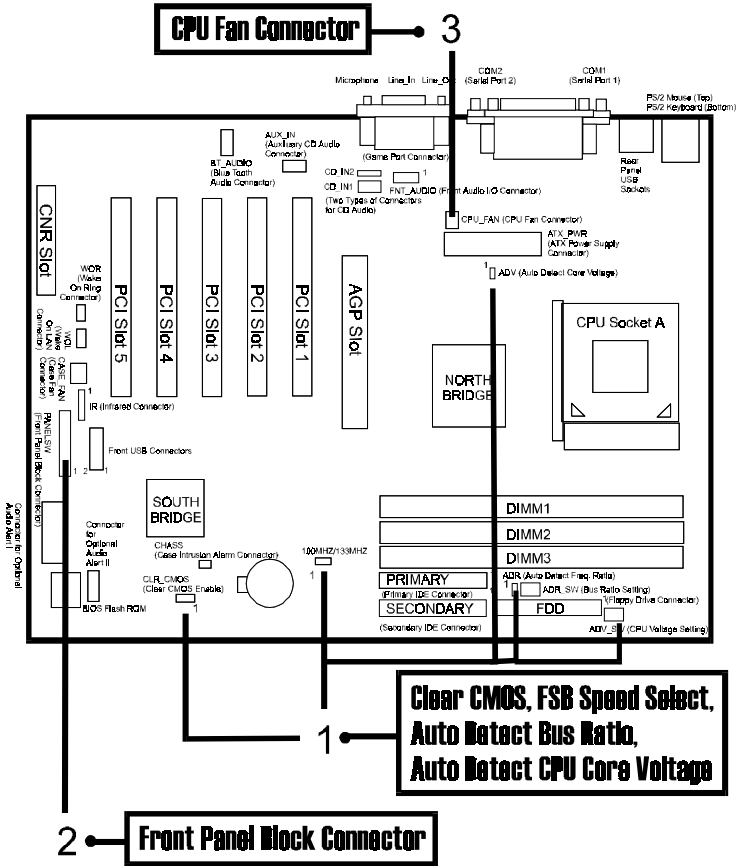 CPU Fan Connector
3
Microphone Line_In Line_Out
COM2
(Serial Port 2)
COM1
(Serial Port 1)
PS/2 Mouse (Top)
PS/2 Keyboard (Bottom)
(Game Port Connector)
Rear
Panel
USB
Sockets
AUX_IN
(Auxiliary CD Audio
Connector)
BT_AUDIO
(Blue Tooth
Audio Connector)
CD_IN2
CD_IN1
(Two Types of Connectors
for CD Audio)
1
FNT_AUDIO (Front Audio I/O Connector)
CPU_FAN (CPU Fan Connector)
ATX_PWR
(ATX Power Supply
Connector)
1
ADV (Auto Detect Core Voltage)
CNR Slot
WOR
(Wake
On Ring
Connector)
WOL
(Wake
On LAN
Connector)
CASE_FAN
(Case Fan
Connector)
PCI Slot 5
PCI Slot 4
PCI Slot 3
PCI Slot 2
PCI Slot 1
AGP Slot
CPU Socket A
NORTH
BRIDGE
1
IR (Infrared Connector)
PANELSW
(Front Panel Block Connector)
1
Front USB Connectors
2 1
SOUTH
BRIDGE
Connector for Optional
Audio Alert I
Connector
for
Optional
Audio
Alert II
CHASS
(Case Intrusion Alarm Connector)
CLR_CMOS
(Clear CMOS Enable)
1
BIOS Flash ROM
100MHZ/133MHZ
1
DIMM1
DIMM2
DIMM3
PRIMARY
(Primary IDE Connector)
SECONDARY
(Secondary IDE Connector)
ADR (Auto Detect Freq. Ratio)
1
ADR_SW (Bus Ratio Setting)
1
FDD
(Floppy Drive Connector)
ADV_SW (CPU Voltage Setting)
1
Clear CMOS, FSB Speed Select,
Auto Detect Bus Ratio,
Auto Detect CPU Core Voltage
2
Front Panel Block Connector